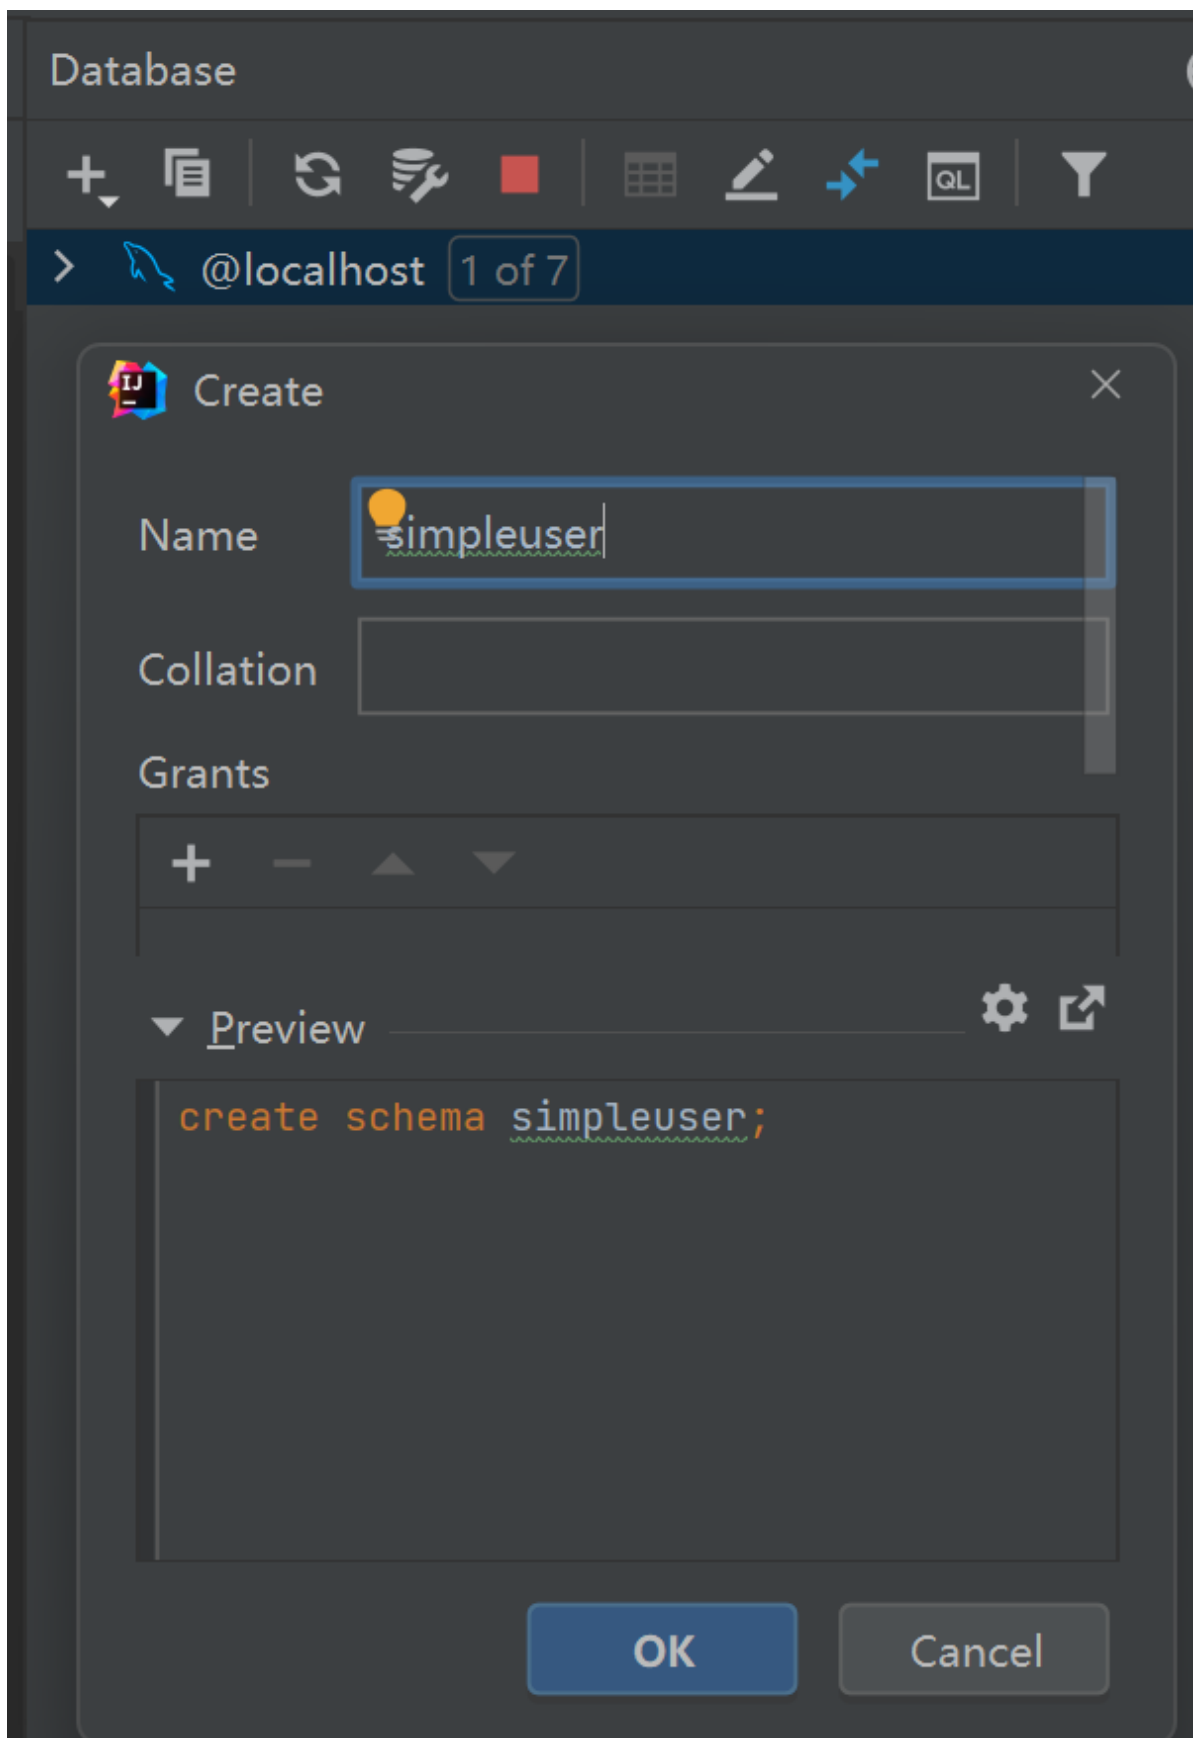 Database
QL
@localhost 1 of 7
IJ
Create
Name simpleuser
Collation
Grants
Preview
create schema simpleuser;
OK Cancel